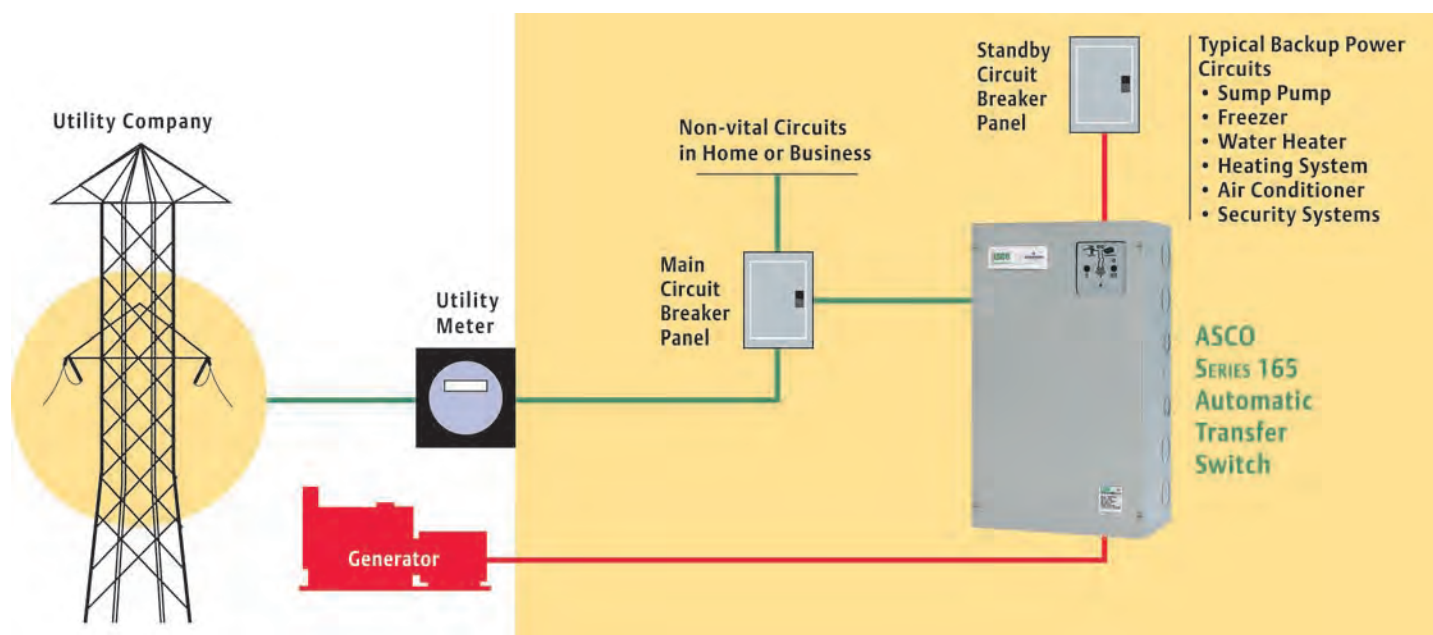 Utility Company
Utility
Meter
Generator
Non-vital Circuits
in Home or Business
Main
Circuit
Breaker
Panel
Standby
Circuit
Breaker
Panel
Typical Backup Power
Circuits
• Sump Pump
• Freezer
• Water Heater
• Heating System
• Air Conditioner
• Security Systems
ASCO
ASCO
SERIES 165
Automatic
Transfer
Switch